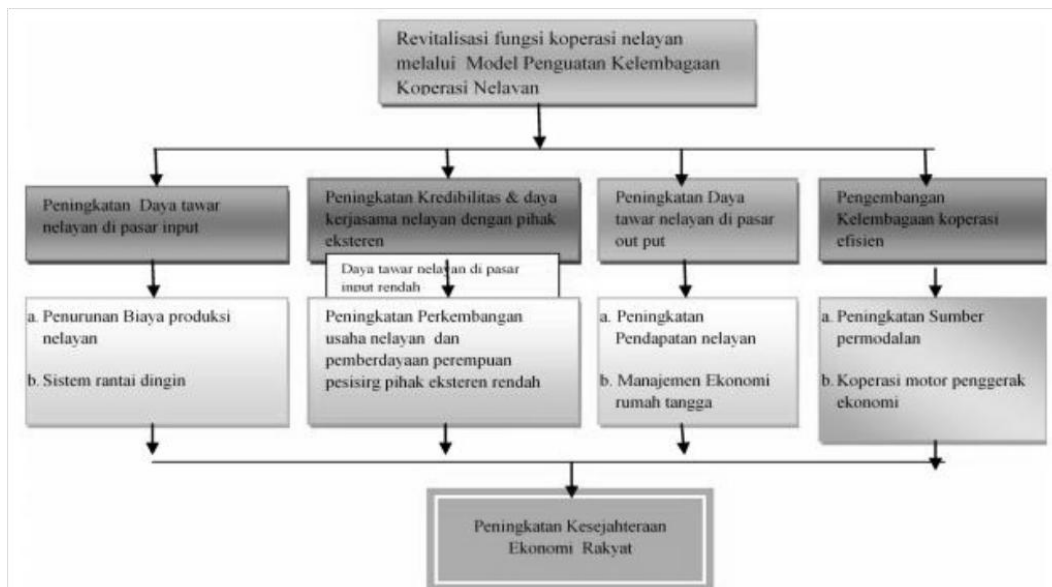 Revitalisasi fungsi koperasi nelayan
melalui Model Penguatan Kelembagaan
Koperasi Nelayan
Peningkatan Daya tawar
nelayan di pasar input
Peningkatan Kredibilitas & daya
kerjasama nelayan dengan pihak
eksteren
Peningkatan Daya
tawar nelayan di pasar
out put
Pengembangan
Kelembagaan koperasi
efisien
Daya tawar nelayan di pasar
input rendah
a. Penurunan Biaya produksi
nelayan
b. Sistem rantai dingin
Peningkatan Perkembangan
usaha nelayan dan
pemberdayaan perempuan
pesisirg pihak eksteren rendah
a. Peningkatan
Pendapatan nelayan
b. Manajemen Ekonomi
rumah tangga
a. Peningkatan Sumber
permodalan
b. Koperasi motor penggerak
ekonomi
Peningkatan Kesejahteraan
Ekonomi Rakyat